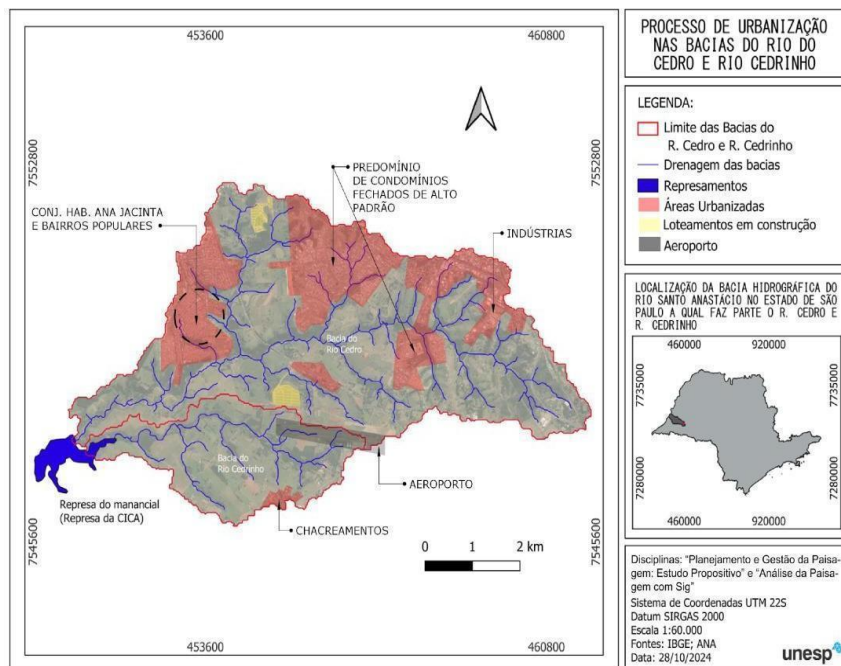 453600
460800
7552800
7552800
7545600
7545600
453600
460800
CONJ. HAB. ANA JACINTA
E BAIRROS POPULARES
PREDOMÍNIO
DE CONDOMÍNIOS
FECHADOS DE ALTO
PADRÃO
INDÚSTRIAS
Bacia do
Rio Cedro
Bacia do
Rio Cedrinho
Represa do manancial
(Represa da CICA)
AEROPORTO
CHACREAMENTOS
0 1 2 km
PROCESSO DE URBANIZAÇÃO
NAS BACIAS DO RIO DO
CEDRO E RIO CEDRINHO
LEGENDA:
Limite das Bacias do
R. Cedro e R. Cedrinho
Drenagem das bacias
Represamentos
Áreas Urbanizadas
Loteamentos em construção
Aeroporto
LOCALIZAÇÃO DA BACIA HIDROGRÁFICA DO
RIO SANTO ANASTÁCIO NO ESTADO DE SÃO
PAULO A QUAL FAZ PARTE O R. CEDRO E
R. CEDRINHO
460000
920000
7735000
7735000
7280000
7280000
460000
920000
Disciplinas: "Planejamento e Gestão da Paisa-
gem: Estudo Propositivo" e "Análise da Paisa-
gem com Sig"
Sistema de Coordenadas UTM 22S
Datum SIRGAS 2000
Escala 1:60.000
Fontes: IBGE; ANA
Data: 28/10/2024
unesp